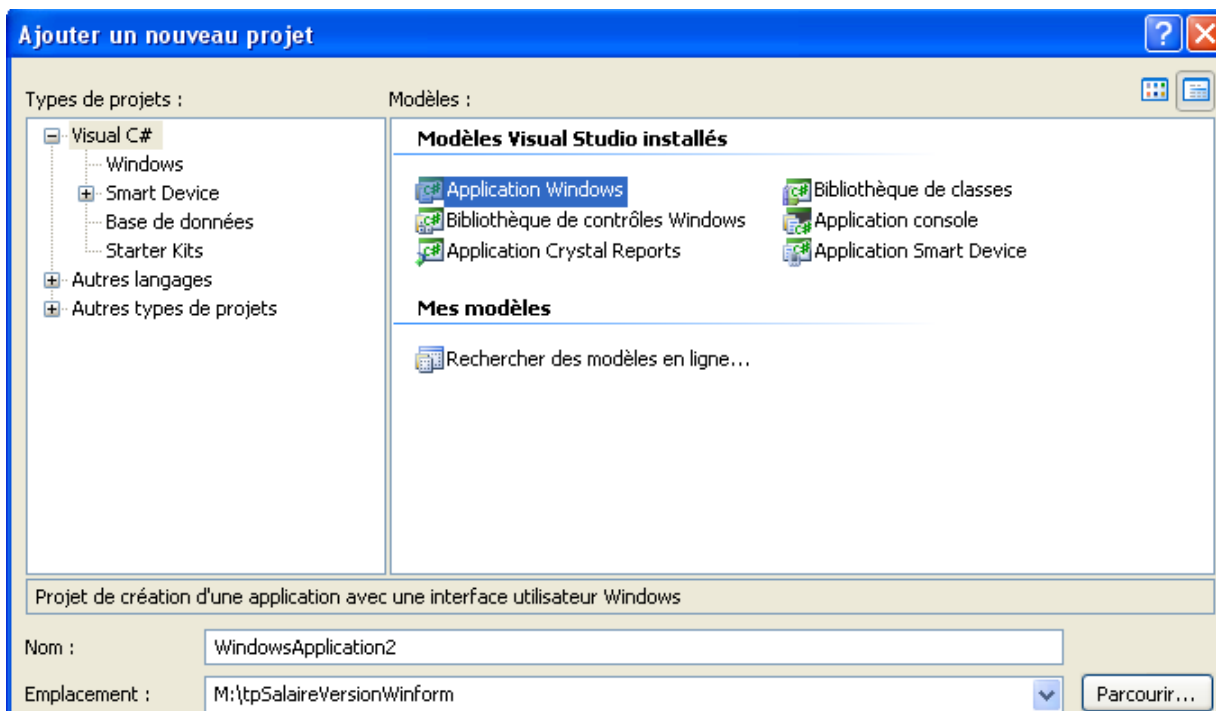 Ajouter un nouveau projet
Types de projets :
Modèles :
Visual C#
Windows
Smart Device
Base de données
Starter Kits
Autres langages
Autres types de projets
Modèles Visual Studio installés
Application Windows
Bibliothèque de classes
Bibliothèque de contrôles Windows
Application console
Application Crystal Reports
Application Smart Device
Mes modèles
Rechercher des modèles en ligne...
Projet de création d'une application avec une interface utilisateur Windows
Nom :
WindowsApplication2
Emplacement :
M:\tpSalaireVersionWinform
Parcourir...